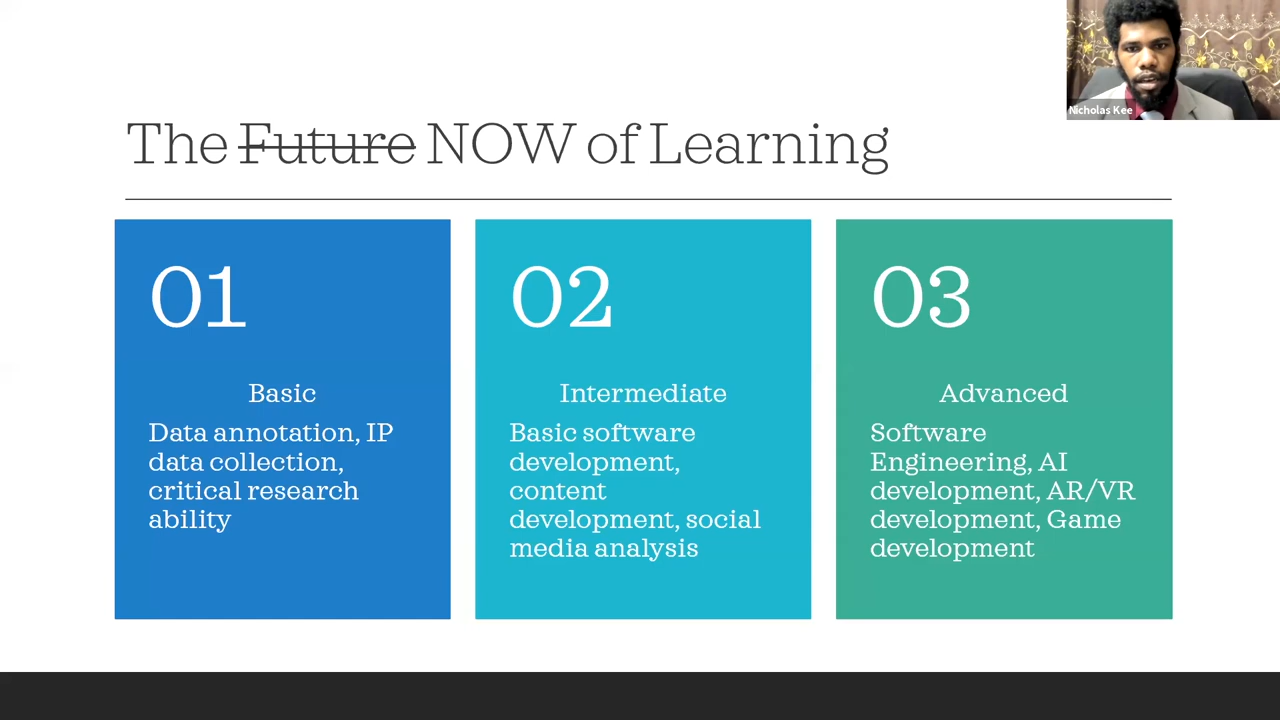 Nicholas Kee
The Future NOW of Learning
01
Basic
Data annotation, IP
data collection,
critical research
ability
02
Intermediate
Basic software
development,
content
development, social
media analysis
03
Advanced
Software
Engineering, AI
development, AR/VR
development, Game
development